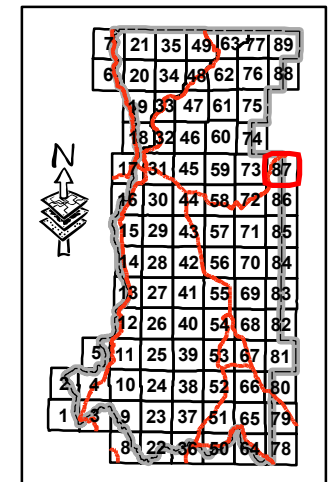 7 21 35 49 63 77 89
6 20 34 48 62 76 88
19 33 47 61 75
18 32 46 60 74
N
17 31 45 59 73 87
16 30 44 58 72 86
15 29 43 57 71 85
14 28 42 56 70 84
13 27 41 55 69 83
12 26 40 54 68 82
5 11 25 39 53 67 81
2 4 10 24 38 52 66 80
1 3 9 23 37 51 65 79
8 22 36 50 64 78